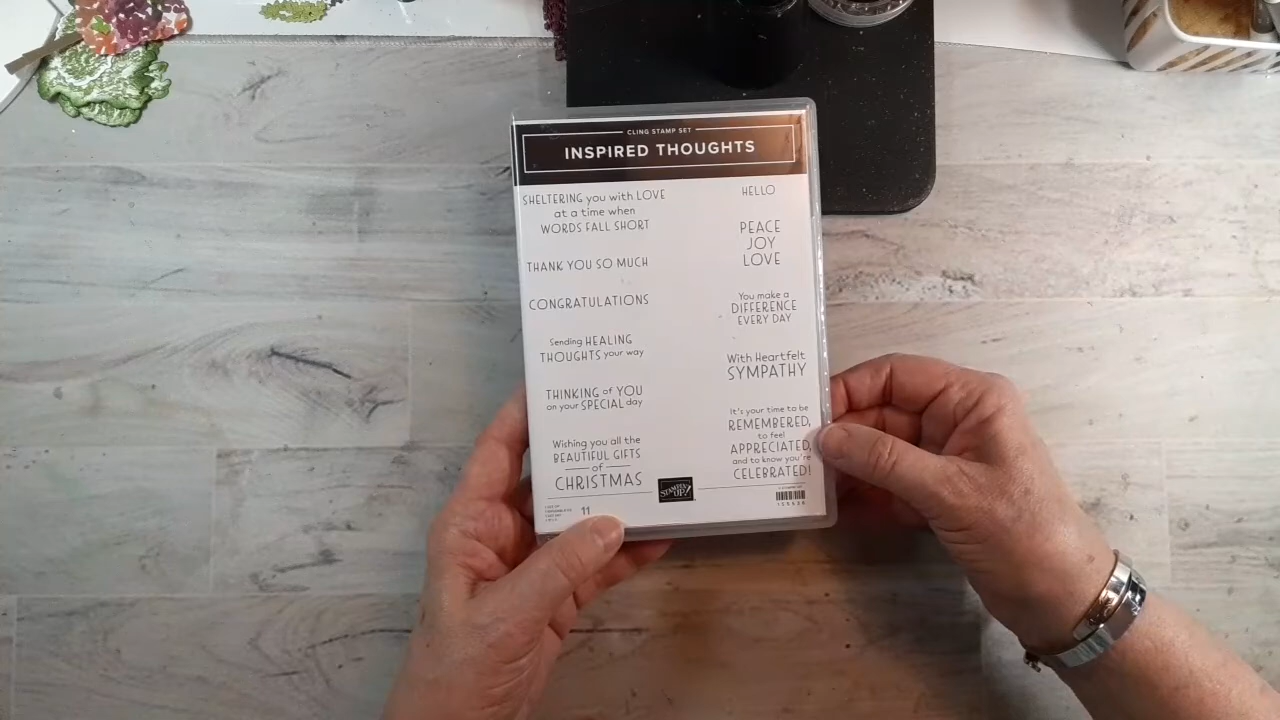 CLING STAMP SET
INSPIRED THOUGHTS
SHELTERING you with LOVE
at a time when
WORDS FALL SHORT
THANK YOU SO MUCH
CONGRATULATIONS
Sending HEALING
THOUGHTS your way
THINKING of YOU
on your SPECIAL day
Wishing you all the
BEAUTIFUL GIFTS
of
CHRISTMAS
HELLO
PEACE
JOY
LOVE
You make a
DIFFERENCE
EVERY DAY
With Heartfelt
SYMPATHY
It's your time to be
REMEMBERED,
to feel
APPRECIATED,
and to know you're
CELEBRATED!
STAMPIN' UP!
11